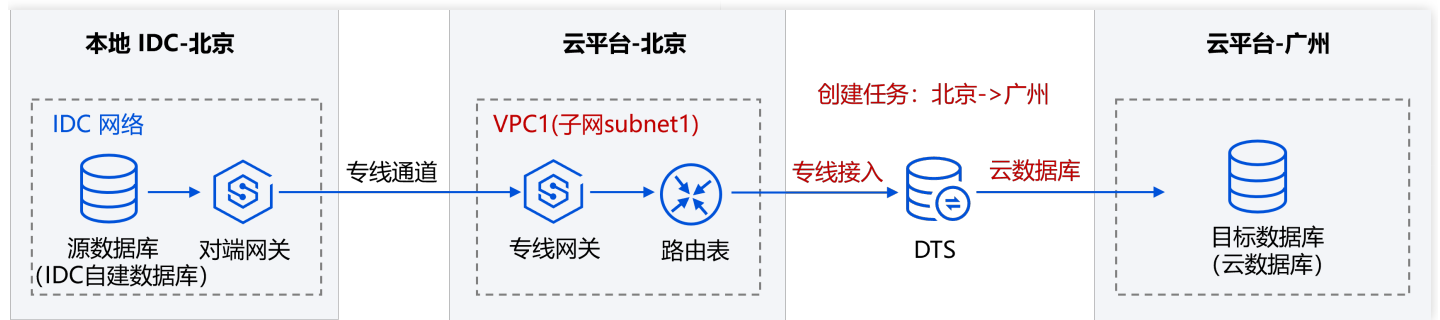 本地 IDC-北京
云平台-北京
云平台-广州
创建任务：北京->广州
IDC 网络
VPC1(子网subnet1)
专线通道
专线接入
云数据库
源数据库
(IDC自建数据库）
对端网关
专线网关
路由表
DTS
目标数据库
（云数据库）